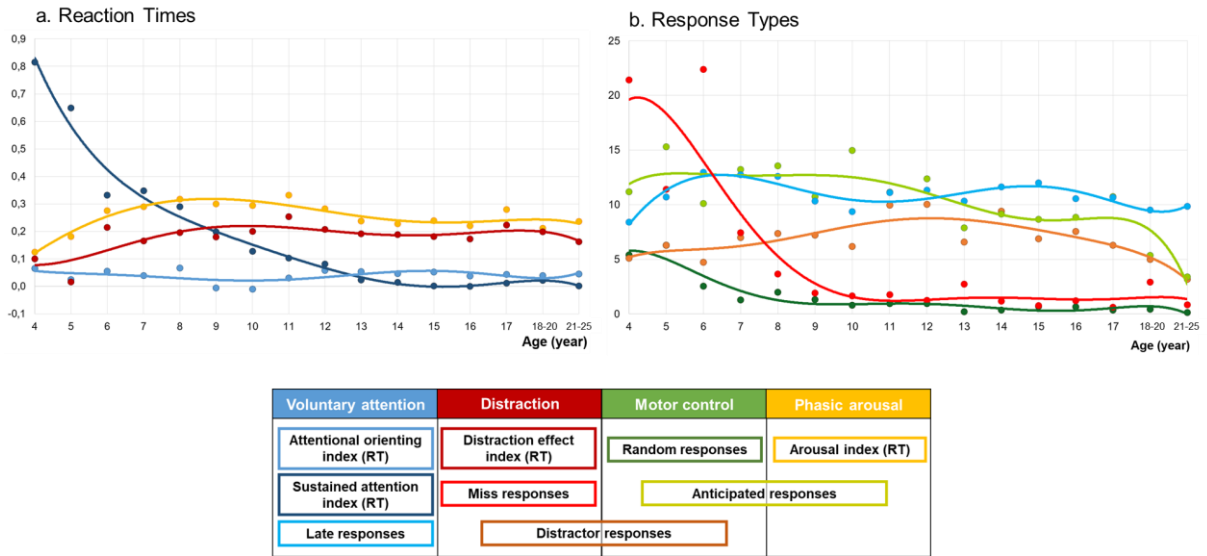 a. Reaction Times
0,9
0,8
0,7
0,6
0,5
0,4
0,3
0,2
0,1
0,0
-0,1
4 5 6 7 8 9 10 11 12 13 14 15 16 17 18-20 21-25
Age (year)
b. Response Types
25
20
15
10
5
0
4 5 6 7 8 9 10 11 12 13 14 15 16 17 18-20 21-25
Age (year)
Voluntary attention Distraction Motor control Phasic arousal
Attentional orienting
index (RT)
Distraction effect
index (RT)
Random responses
Arousal index (RT)
Sustained attention
index (RT)
Miss responses
Anticipated responses
Late responses
Distractor responses